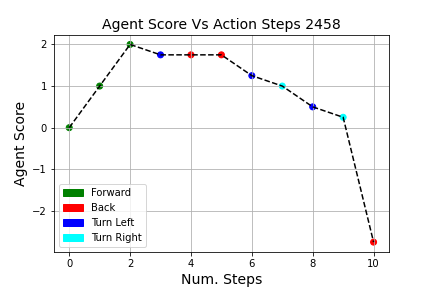 Agent Score Vs Action Steps 2458
Agent Score
2
1
0
−1
−2
Forward
Back
Turn Left
Turn Right
0 2 4 6 8 10
Num. Steps